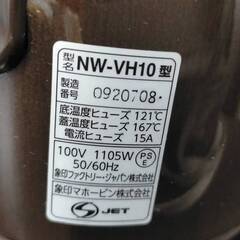 型名 NW-VH10 型
製造番号 0920708・
底温度ヒューズ 121℃
蓋温度ヒューズ 167℃
電流ヒューズ 15A
100V 1105W
50/60Hz
PSE
象印ファクトリー・ジャパン株式会社
象印マホービン株式会社
S JET